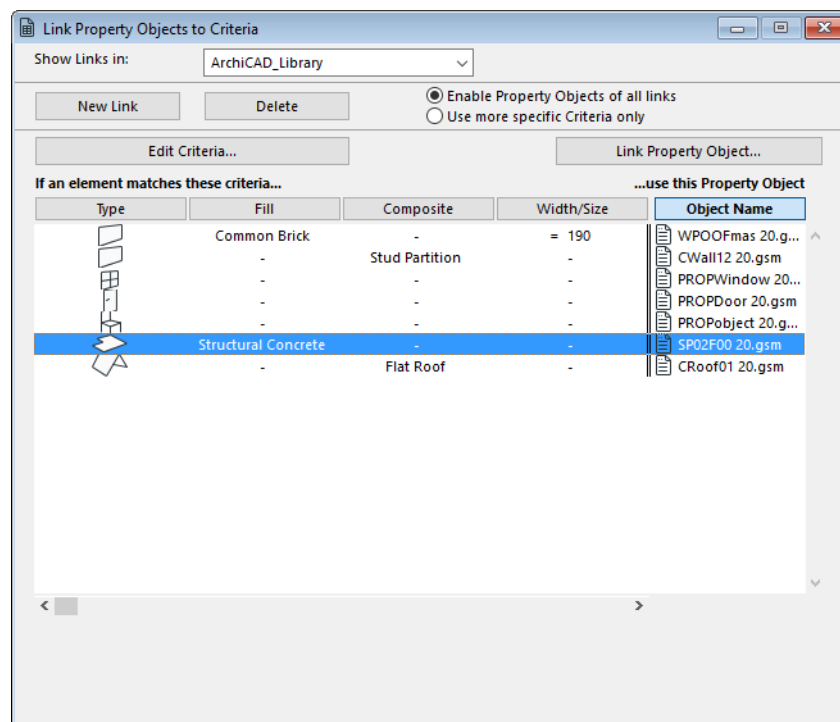 Link Property Objects to Criteria
Show Links in: ArchiCAD_Library
New Link Delete Enable Property Objects of all links
Use more specific Criteria only
Edit Criteria... Link Property Object...
If an element matches these criteria... ...use this Property Object
Type Fill Composite Width/Size Object Name
Common Brick - = 190 WPOOFmas 20.g...
- Stud Partition - CWall12 20.gsm
- - - PROPWindow 20...
- - - PROPDoor 20.gsm
- - - PROPobject 20.g...
Structural Concrete - - SP02F00 20.gsm
- Flat Roof - CRoof01 20.gsm